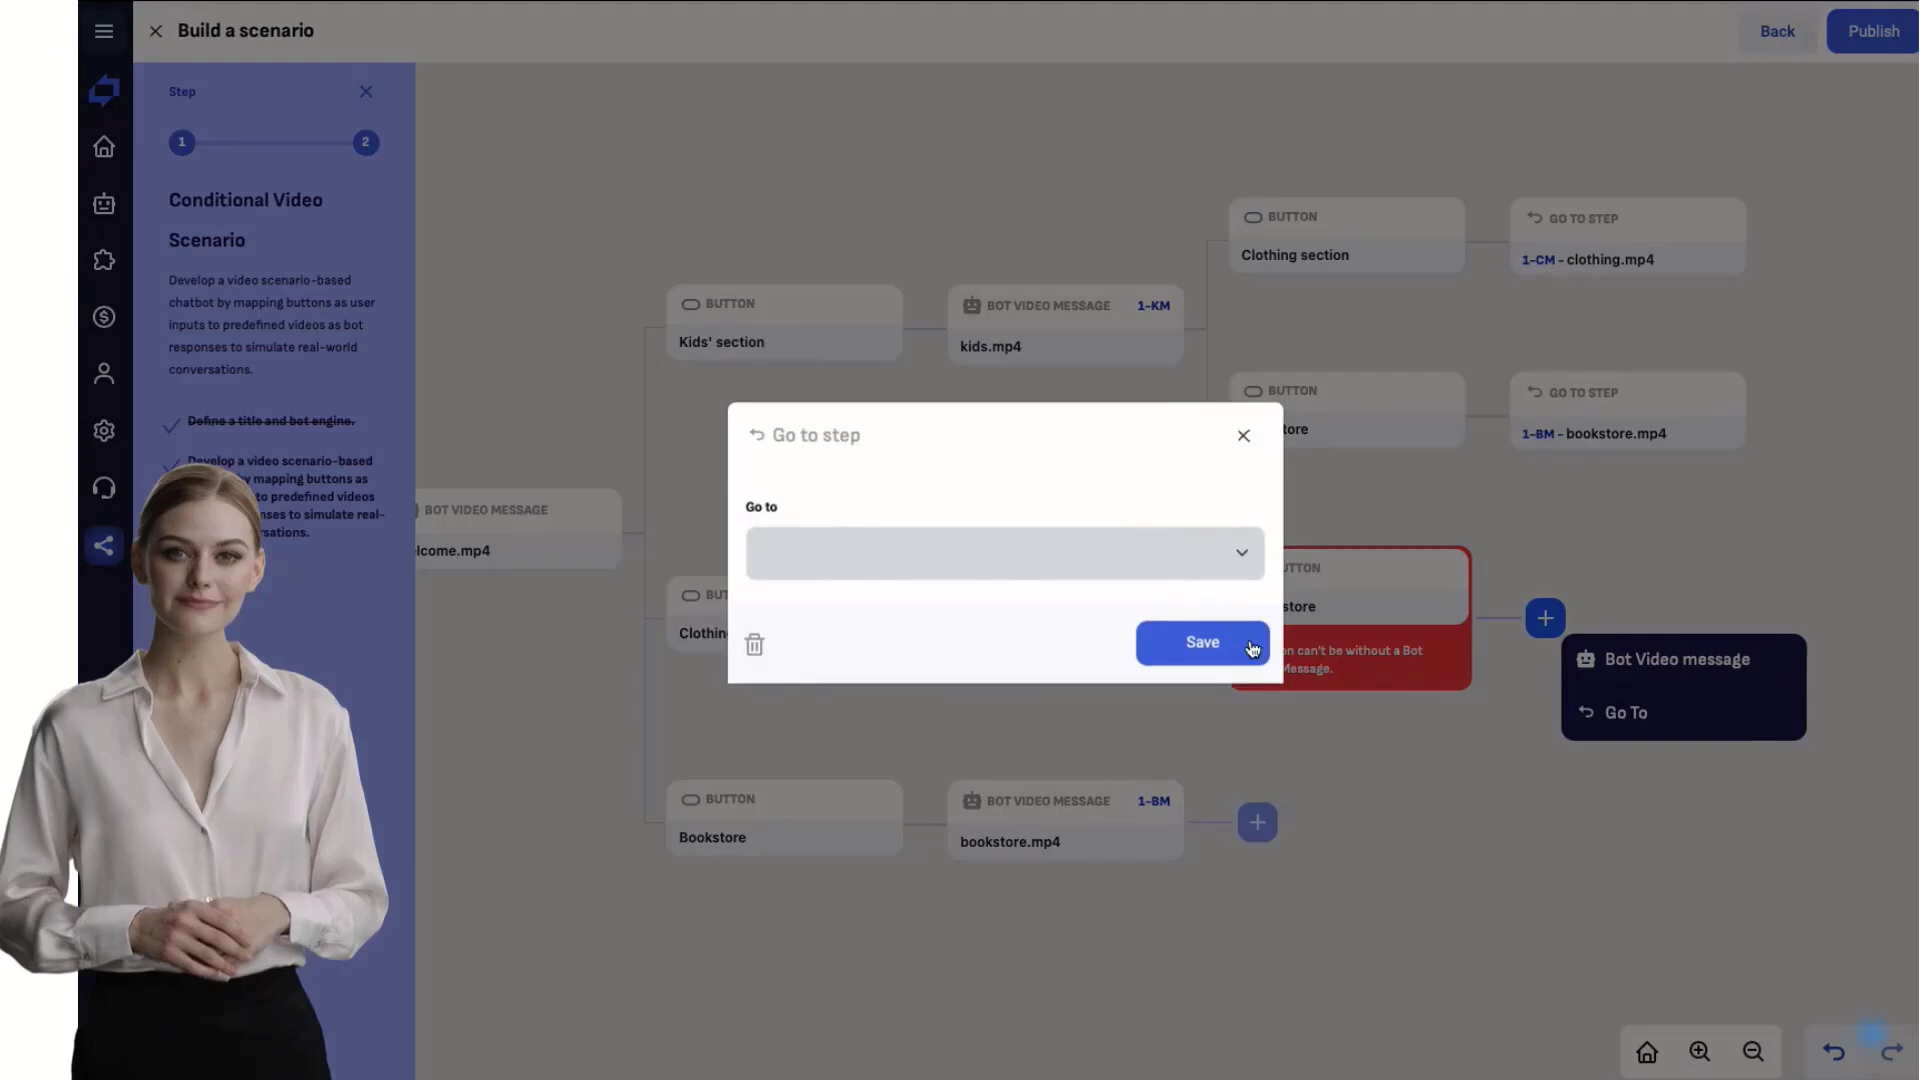 Build a scenario
Back
Publish
Step
1
2
Conditional Video
Scenario
Develop a video scenario-based
chatbot by mapping buttons as user
inputs to predefined videos as bot
responses to simulate real-world
conversations.
Define a title and bot engine.
Develop a video scenario-based
by mapping buttons as
to predefined videos
nses to simulate real-
rsations.
BOT VIDEO MESSAGE
lcome.mp4
BUTTON
Kids' section
BOT VIDEO MESSAGE 1-KM
kids.mp4
BUTTON
Clothing section
GO TO STEP
1-CM - clothing.mp4
BUTTON
tore
GO TO STEP
1-BM - bookstore.mp4
Go to step
Go to
Save
BUT
Clothin
UTTON
store
on can't be without a Bot
Message.
Bot Video message
Go To
BUTTON
Bookstore
BOT VIDEO MESSAGE 1-BM
bookstore.mp4